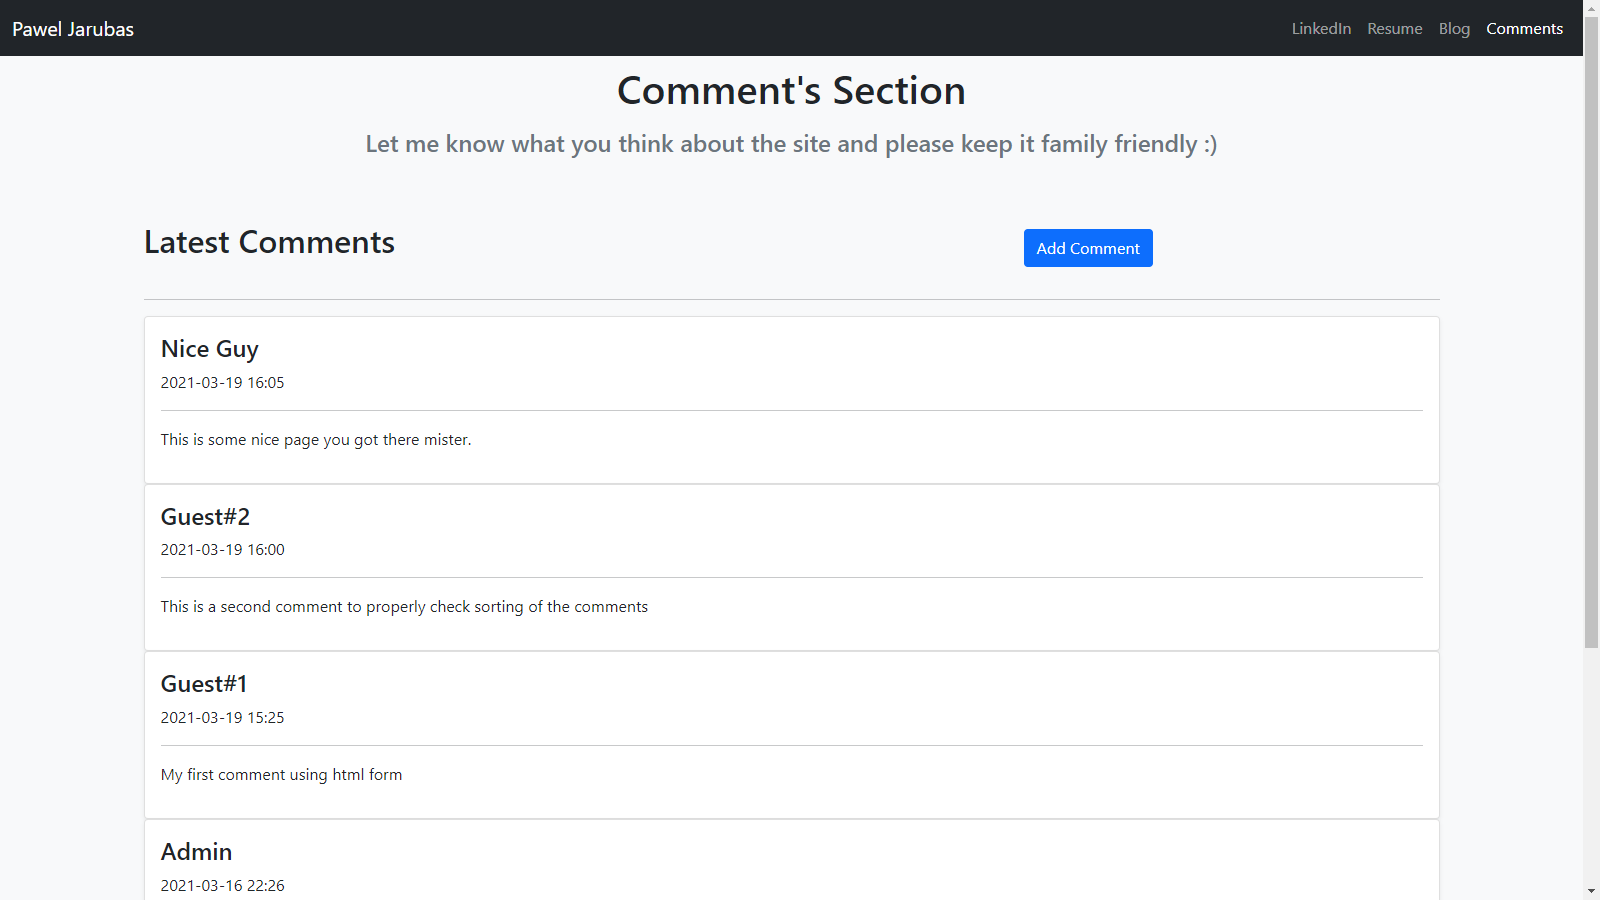 Pawel Jarubas
LinkedIn Resume Blog Comments
Comment's Section
Let me know what you think about the site and please keep it family friendly :)
Latest Comments
Add Comment
Nice Guy
2021-03-19 16:05
This is some nice page you got there mister.
Guest#2
2021-03-19 16:00
This is a second comment to properly check sorting of the comments
Guest#1
2021-03-19 15:25
My first comment using html form
Admin
2021-03-16 22:26